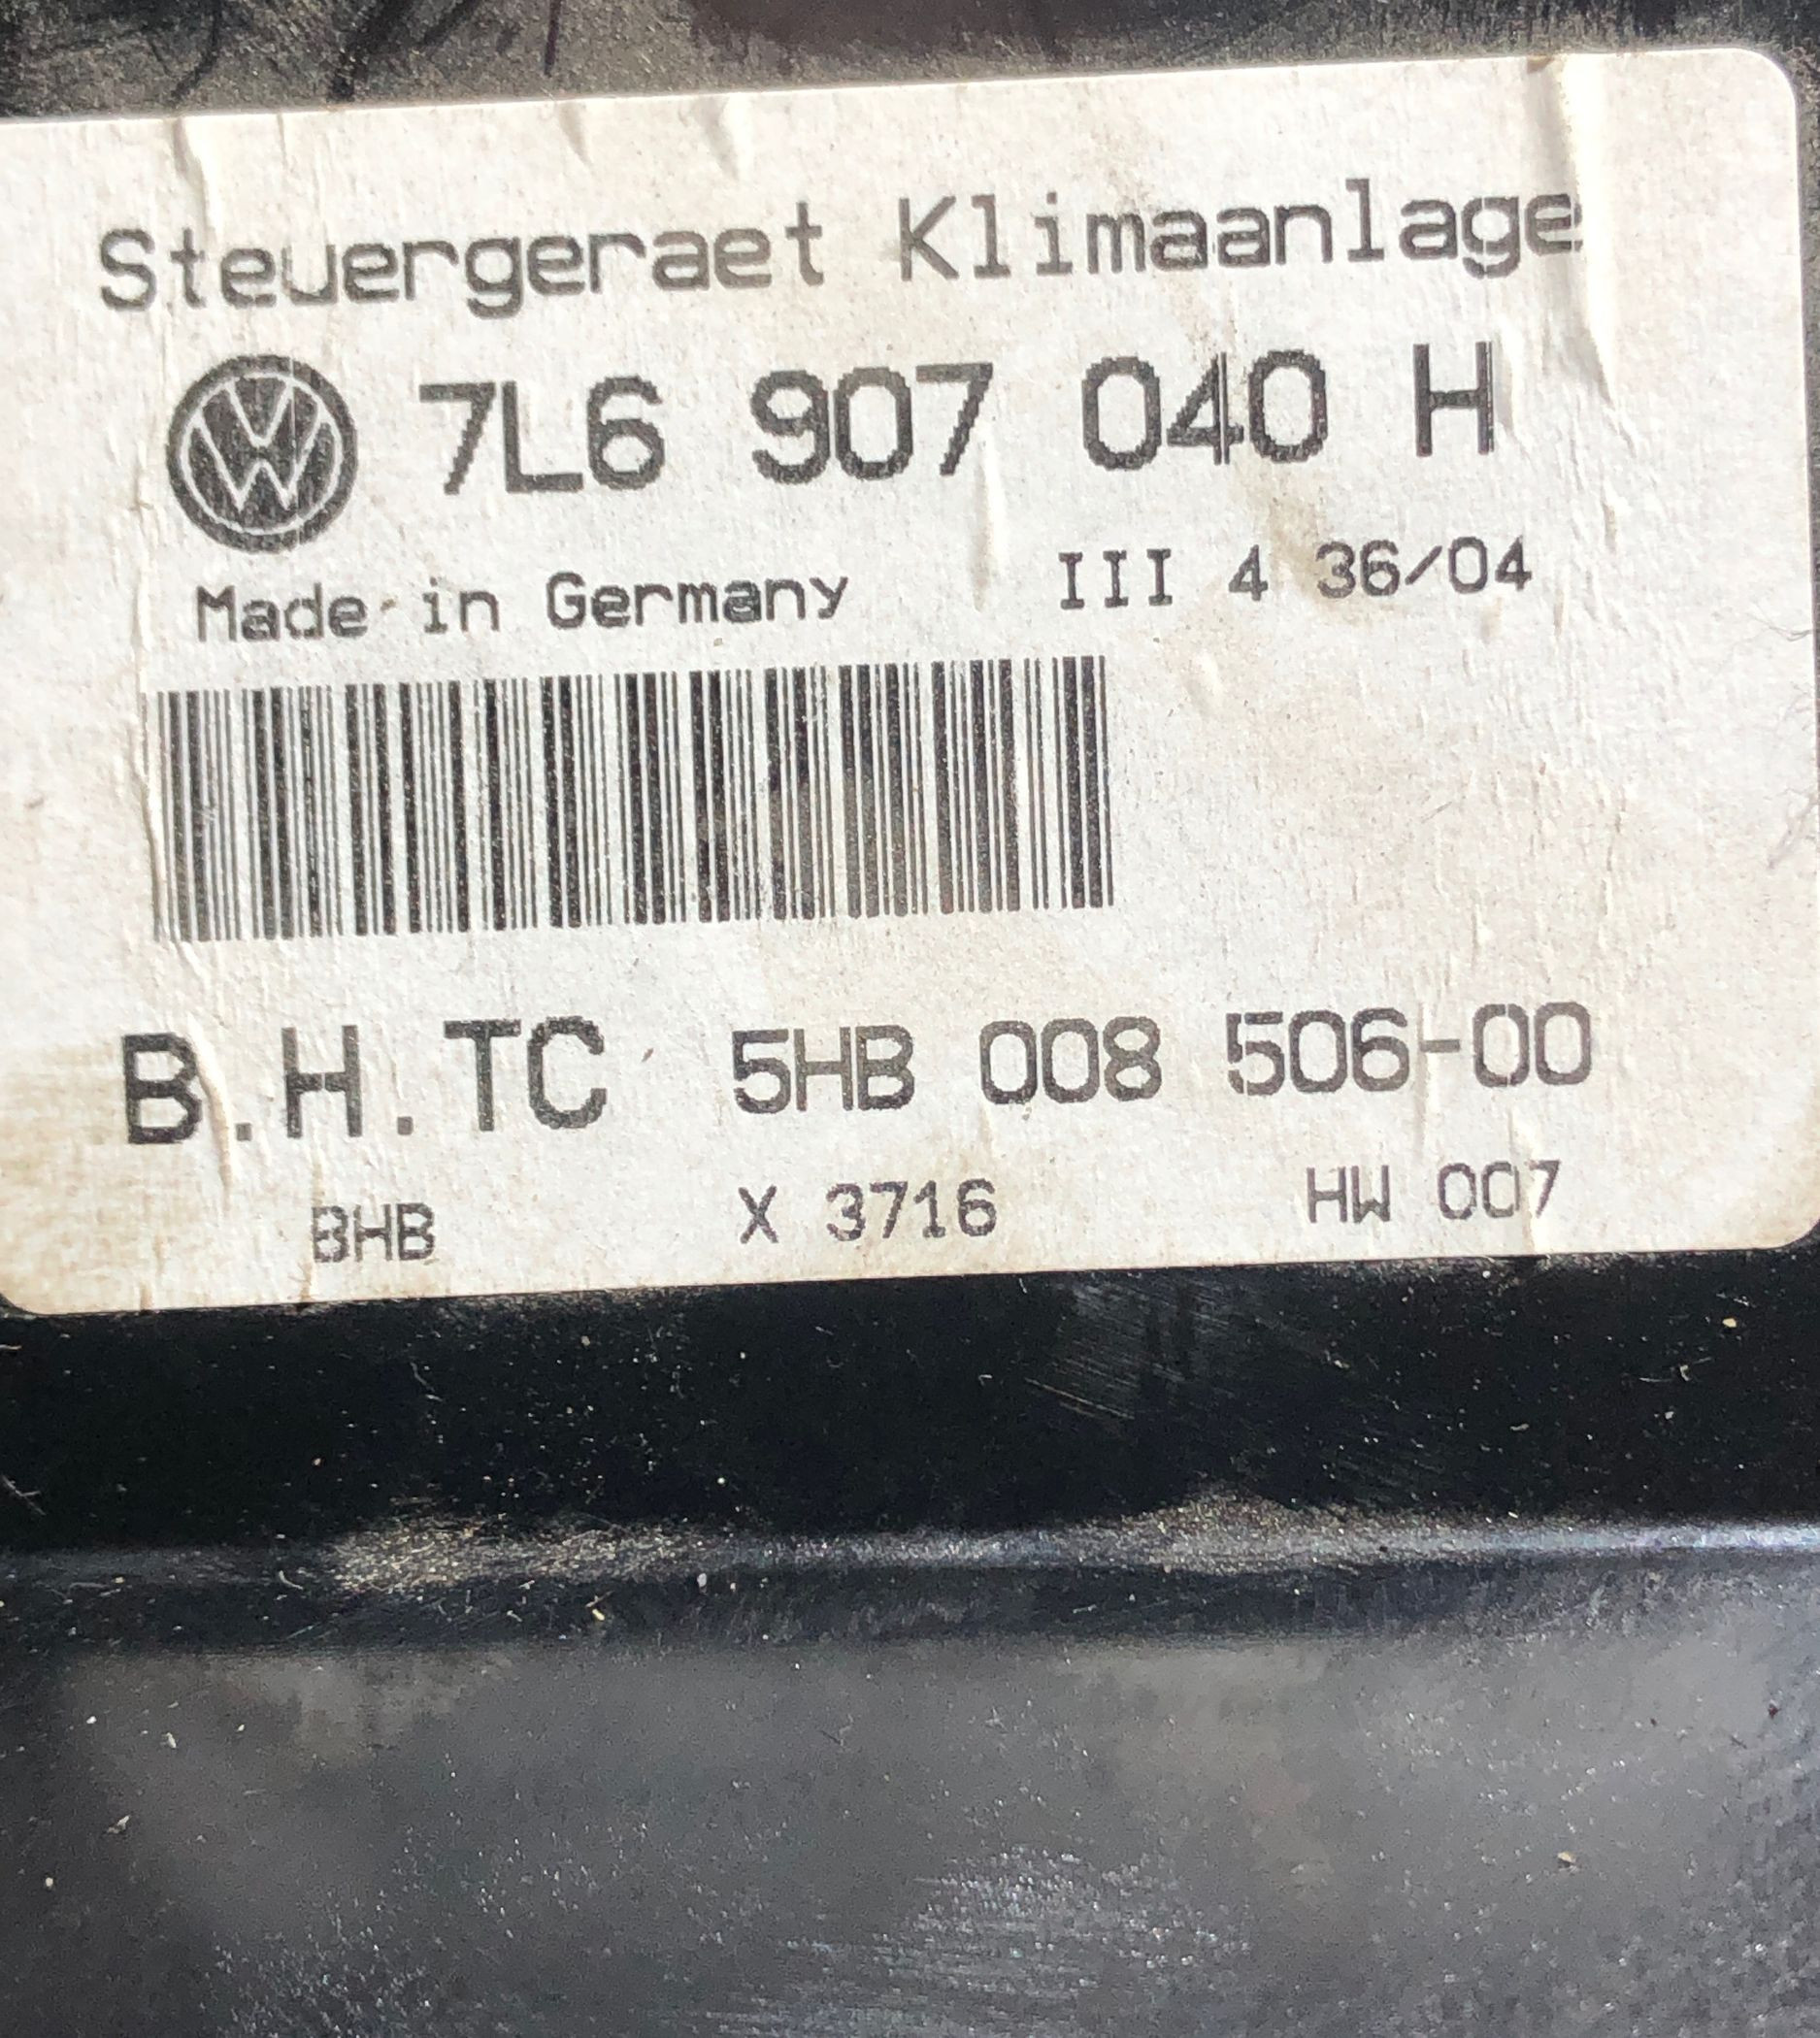 Steuergeraet Klimaanlage
7L6 907 040 H
Made in Germany III 4 36/04
B.H.TC 5HB 008 506-00
BHB X 3716 HW 007